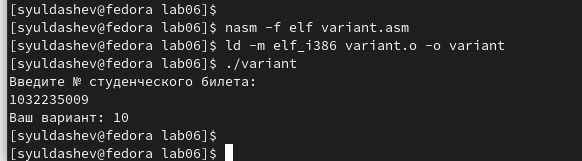 [syuldashev@fedora lab06]$
[syuldashev@fedora lab06]$ nasm -f elf variant.asm
[syuldashev@fedora lab06]$ ld -m elf_i386 variant.o -o variant
[syuldashev@fedora lab06]$ ./variant
Введите № студенческого билета:
1032235009
Ваш вариант: 10
[syuldashev@fedora lab06]$
[syuldashev@fedora lab06]$